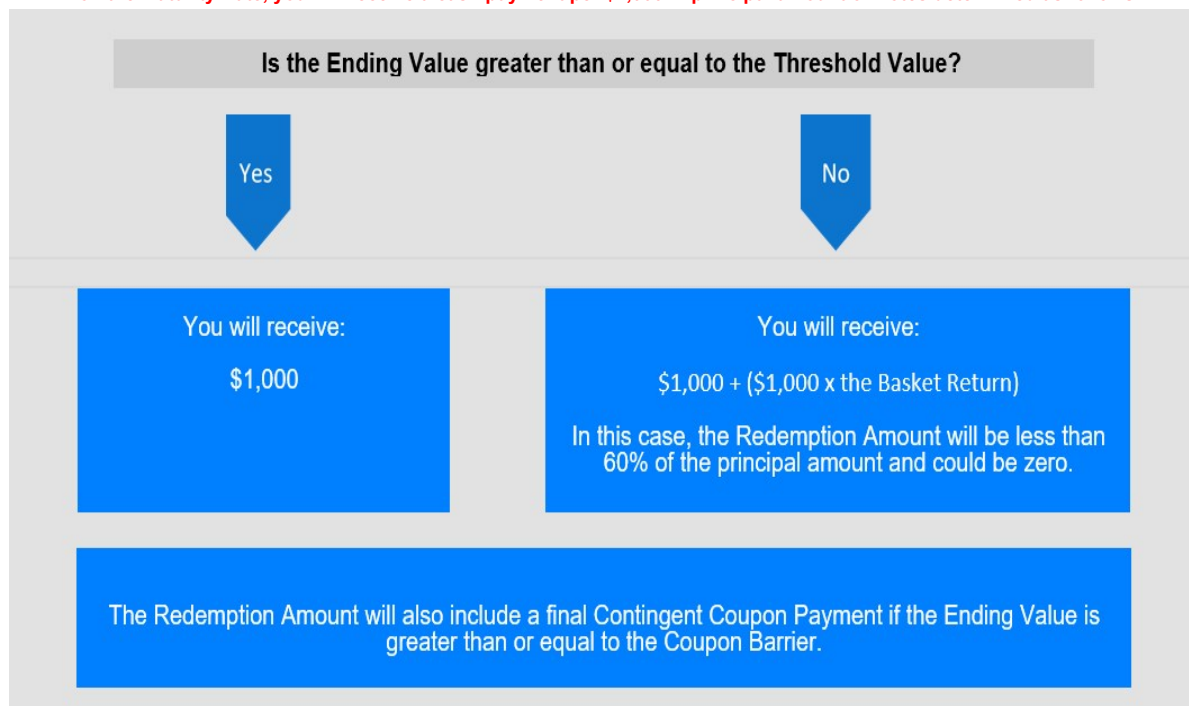 Is the Ending Value greater than or equal to the Threshold Value?
Yes
No
You will receive:
$1,000
You will receive:
$1,000 + ($1,000 x the Basket Return)
In this case, the Redemption Amount will be less than
60% of the principal amount and could be zero.
The Redemption Amount will also include a final Contingent Coupon Payment if the Ending Value is
greater than or equal to the Coupon Barrier.